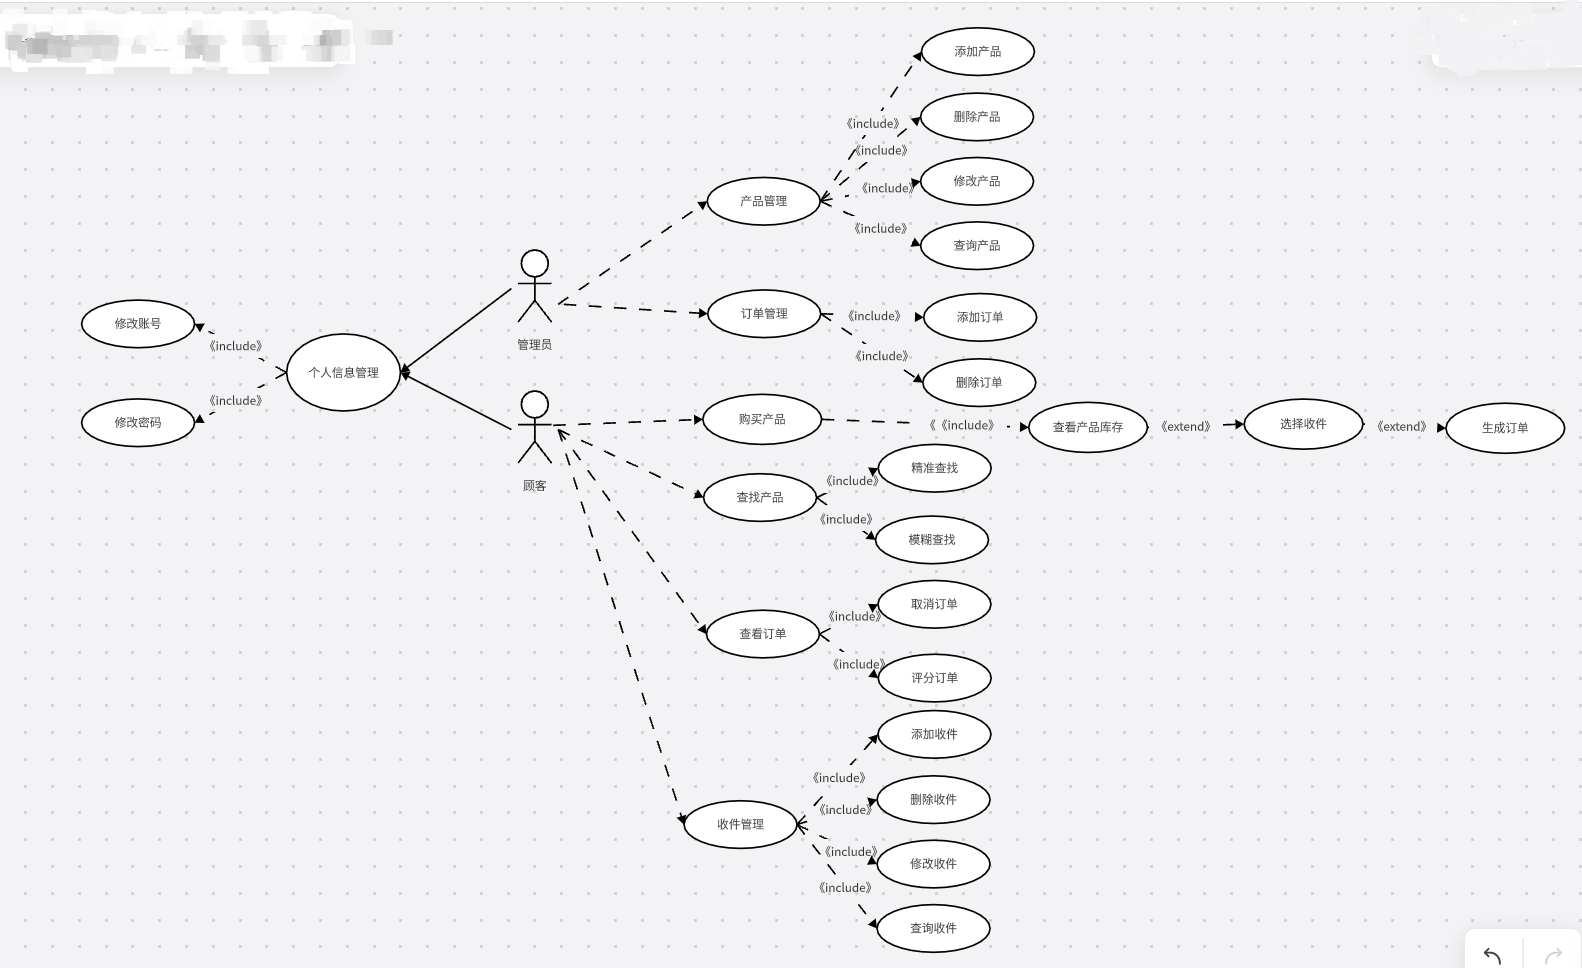 添加产品
《include》
删除产品
《include》
修改产品
《include》
产品管理
《include》
查询产品
管理员
订单管理
《include》
添加订单
《include》
删除订单
修改账号
《include》
个人信息管理
《include》
修改密码
顾客
购买产品
《《include》
查看产品库存
《extend》
选择收件
《extend》
生成订单
查找产品
《include》
精准查找
《include》
模糊查找
查看订单
《include》
取消订单
《include》
评分订单
收件管理
《include》
添加收件
《include》
删除收件
《include》
修改收件
《include》
查询收件